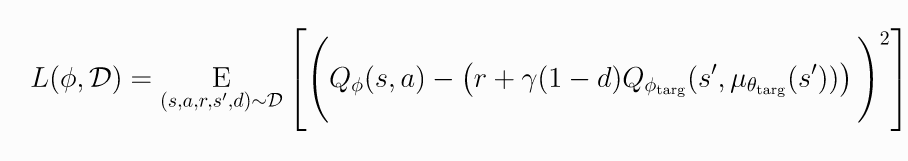 L(ϕ, 𝒟) = E_{(s,a,r,s′,d)∼𝒟} [ ( Q_ϕ(s, a) − ( r + γ(1 − d)Q_{ϕ_targ}(s′, μ_{θ_targ}(s′)) ) )² ]